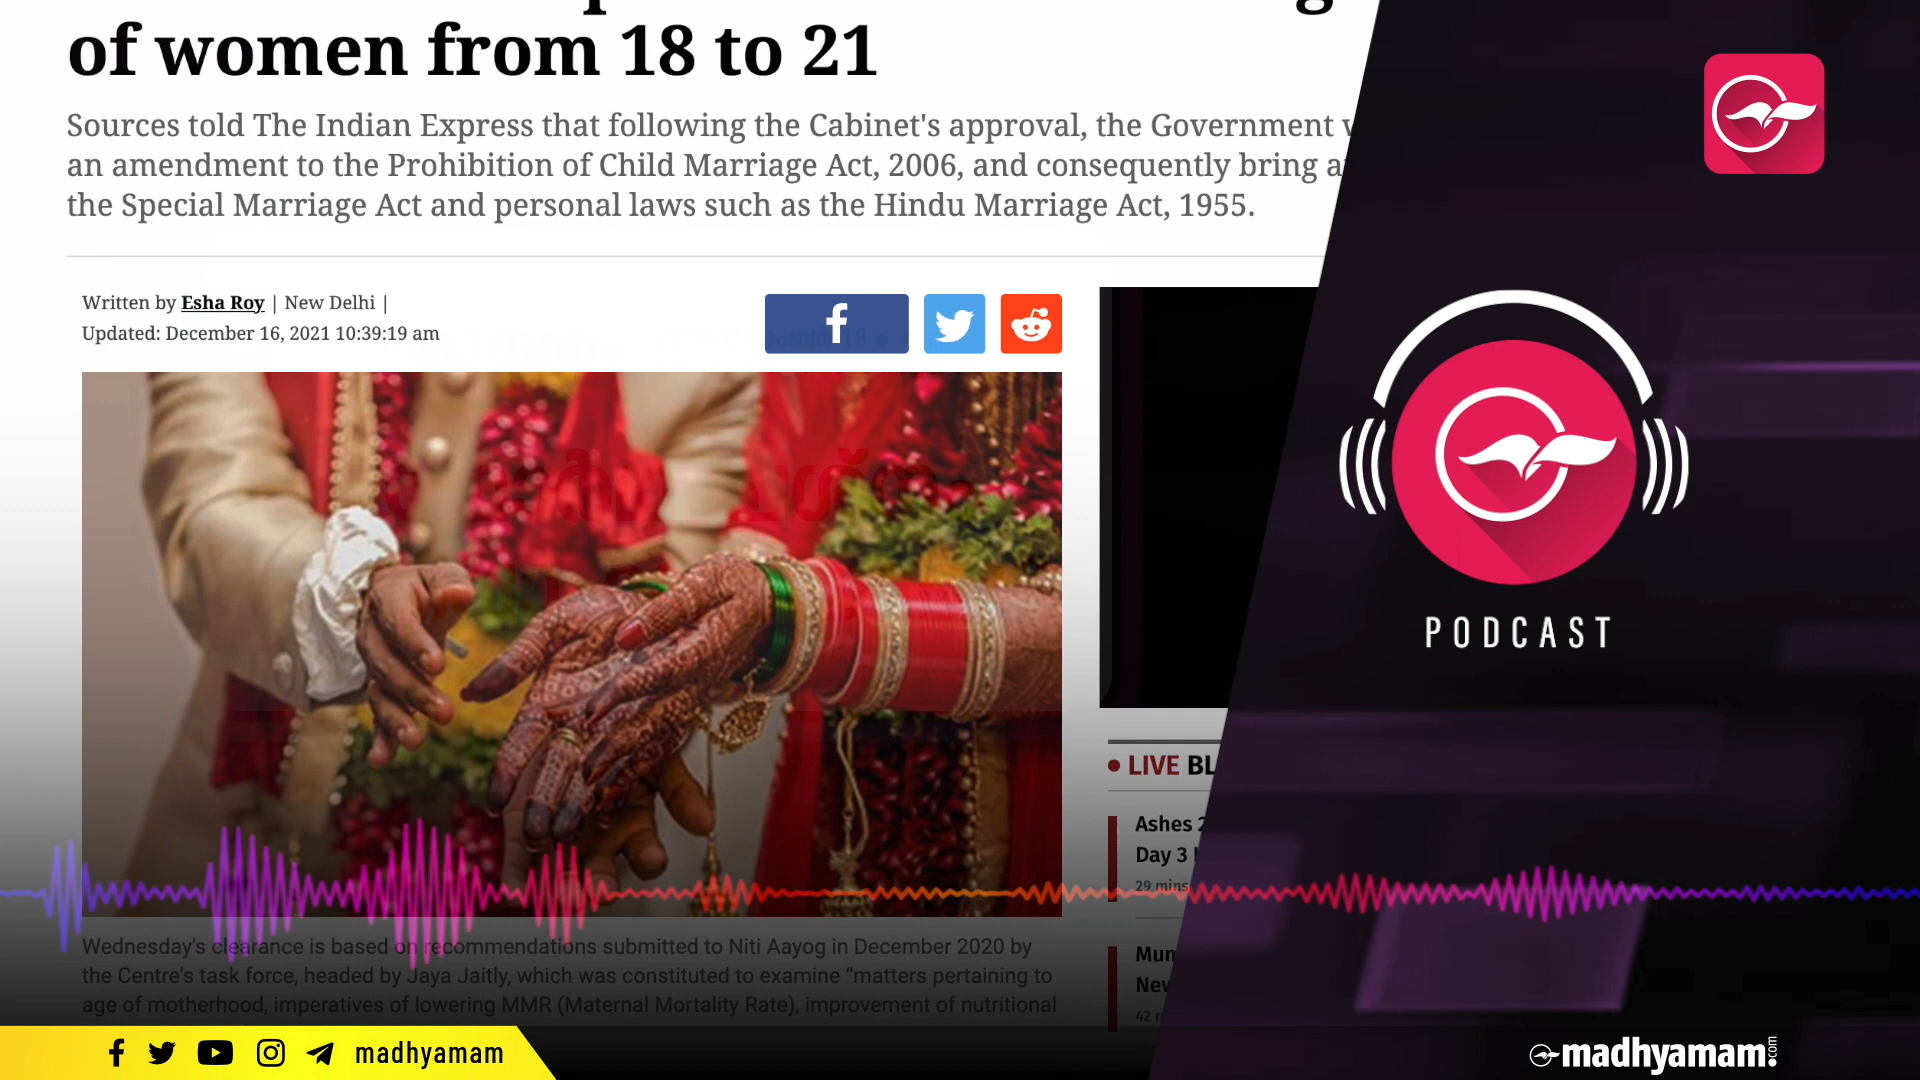 of women from 18 to 21
Sources told The Indian Express that following the Cabinet's approval, the Government
an amendment to the Prohibition of Child Marriage Act, 2006, and consequently bring
the Special Marriage Act and personal laws such as the Hindu Marriage Act, 1955.
Written by Esha Roy | New Delhi |
Updated: December 16, 2021 10:39:19 am
PODCAST
LIVE
Ashes
Day 3
29 mins
Wednesday's clearance is based on recommendations submitted to Niti Aayog in December 2020 by
the Centre's task force, headed by Jaya Jaitly, which was constituted to examine “matters pertaining to
age of motherhood, imperatives of lowering MMR (Maternal Mortality Rate), improvement of nutritional
42
madhyamam
madhyamam.com